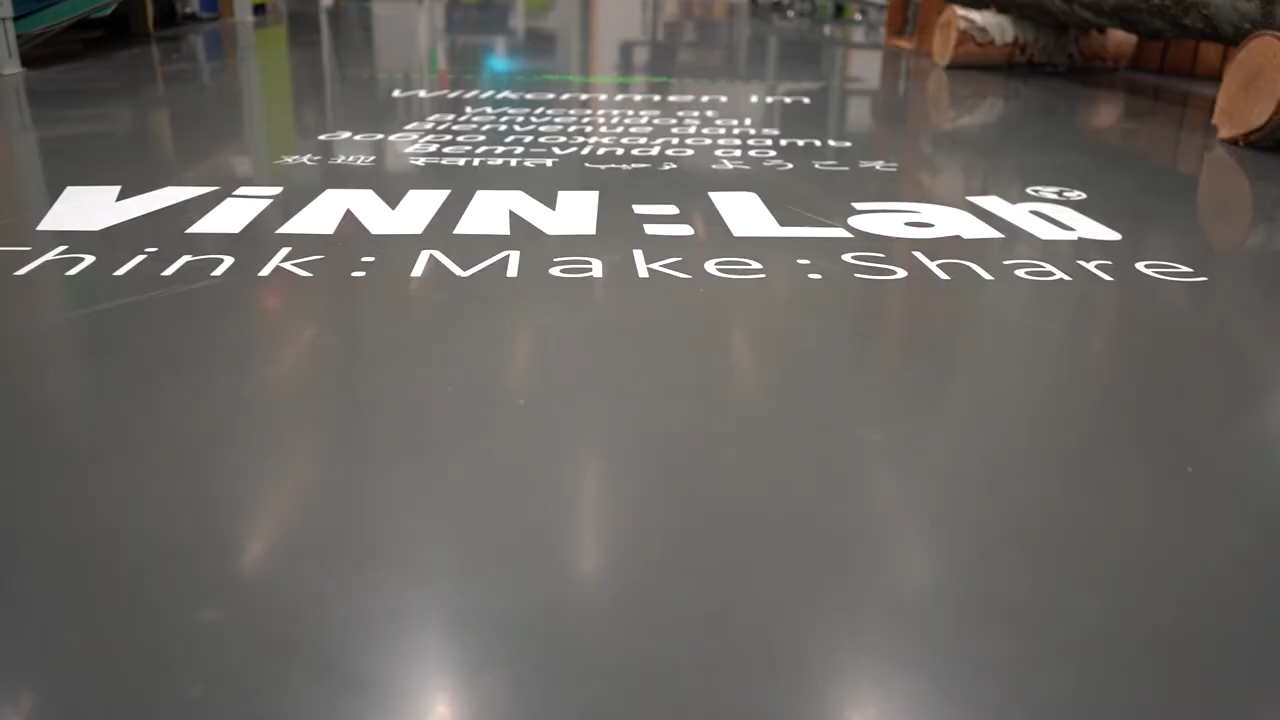 Willkommen im
Welcome at
Bienvenido al
Bienvenue dans
добро пожаловать
Bem-vindo ao
欢迎 स्वागत ようこそ
ViNN:Lab
Think:Make:Share